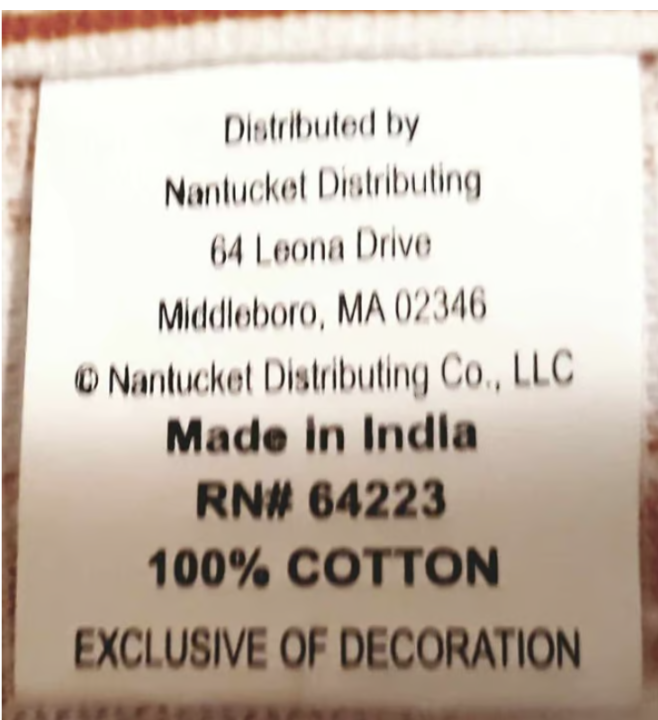 Distributed by
Nantucket Distributing
64 Leona Drive
Middleboro, MA 02346
© Nantucket Distributing Co., LLC
Made in India
RN# 64223
100% COTTON
EXCLUSIVE OF DECORATION